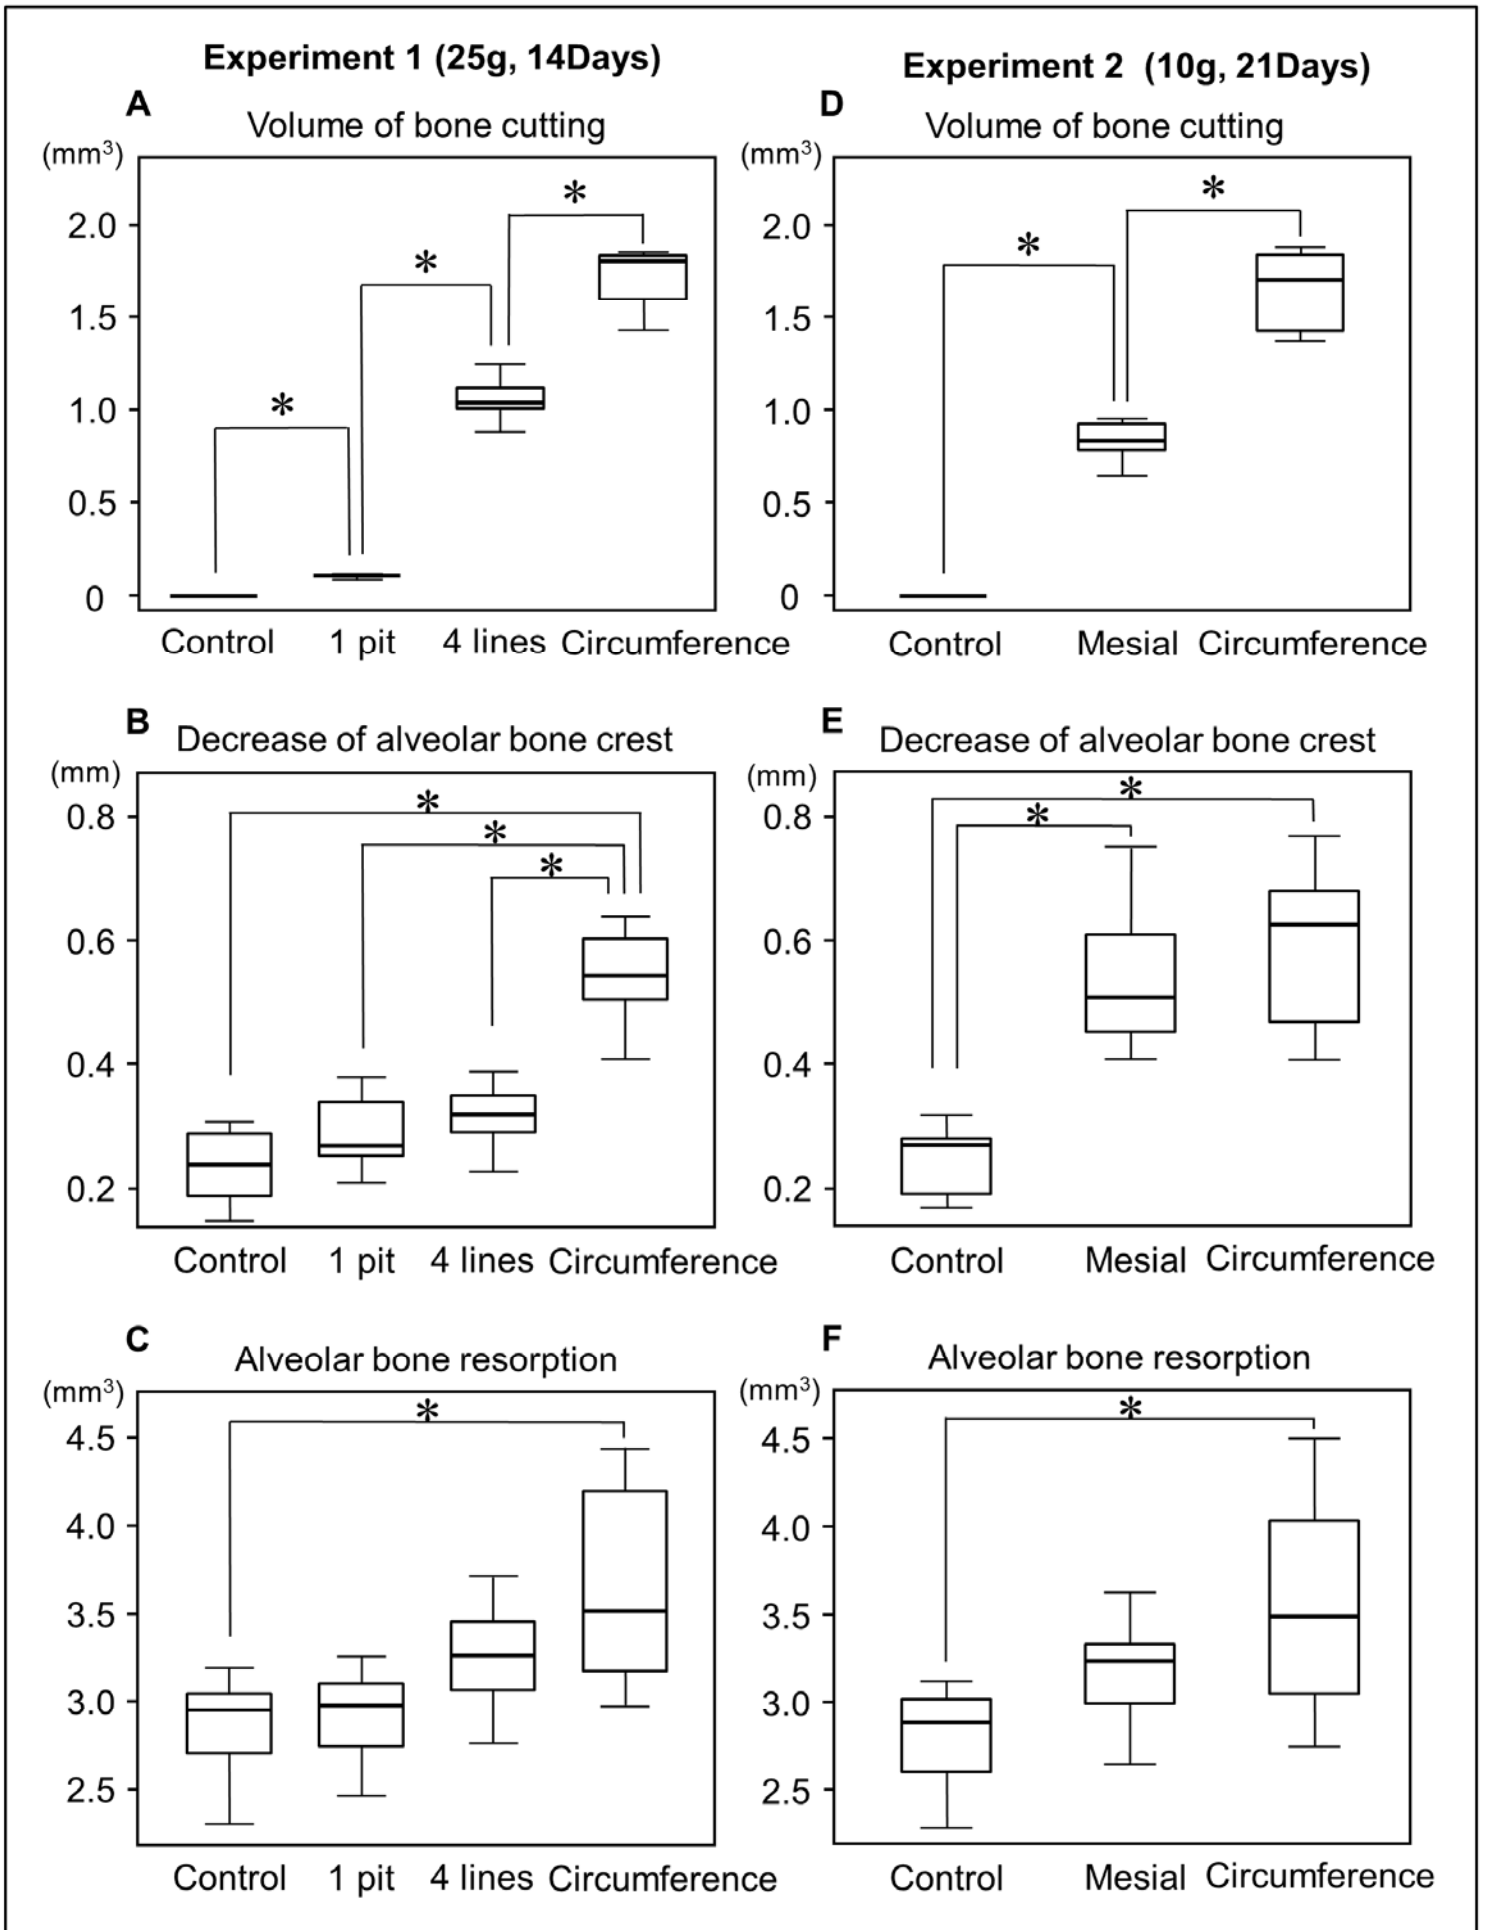 Experiment 1 (25g, 14Days)
Experiment 2 (10g, 21Days)
A
Volume of bone cutting
(mm³)
2.0
1.5
1.0
0.5
0
*
*
*
Control 1 pit 4 lines Circumference
D
Volume of bone cutting
(mm³)
2.0
1.5
1.0
0.5
0
*
*
Control Mesial Circumference
B
Decrease of alveolar bone crest
(mm)
0.8
0.6
0.4
0.2
*
*
*
Control 1 pit 4 lines Circumference
E
Decrease of alveolar bone crest
(mm)
0.8
0.6
0.4
0.2
*
*
Control Mesial Circumference
C
Alveolar bone resorption
(mm³)
4.5
4.0
3.5
3.0
2.5
*
Control 1 pit 4 lines Circumference
F
Alveolar bone resorption
(mm³)
4.5
4.0
3.5
3.0
2.5
*
Control Mesial Circumference